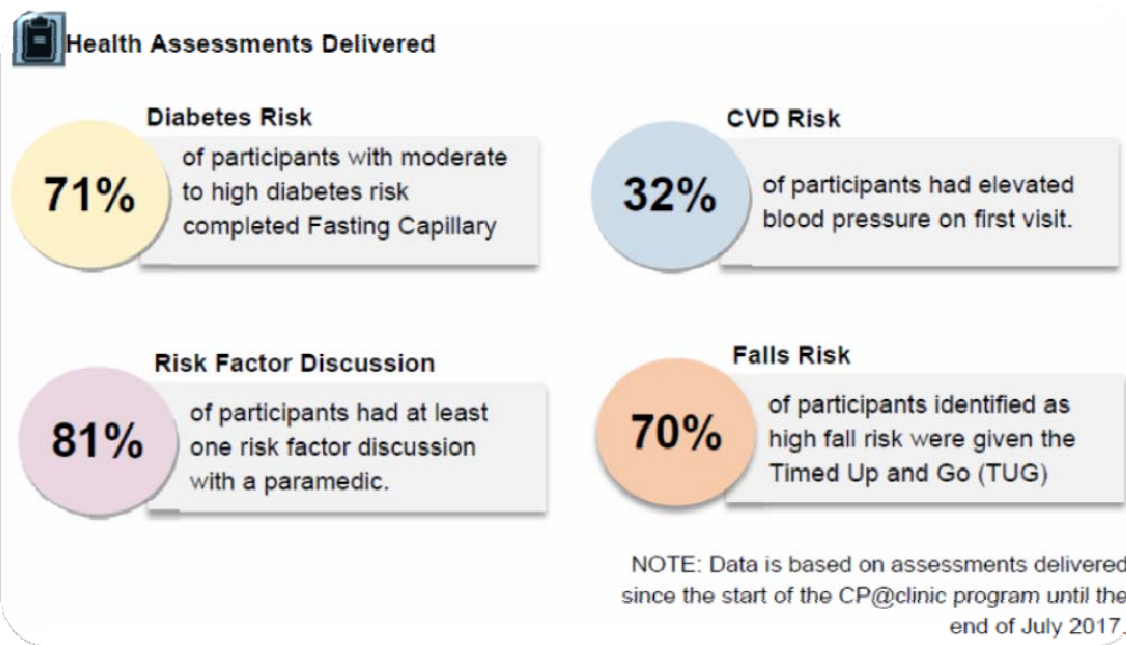 Health Assessments Delivered
Diabetes Risk
71%
of participants with moderate
to high diabetes risk
completed Fasting Capillary
CVD Risk
32%
of participants had elevated
blood pressure on first visit.
Risk Factor Discussion
81%
of participants had at least
one risk factor discussion
with a paramedic.
Falls Risk
70%
of participants identified as
high fall risk were given the
Timed Up and Go (TUG)
NOTE: Data is based on assessments delivered
since the start of the CP@clinic program until the
end of July 2017.